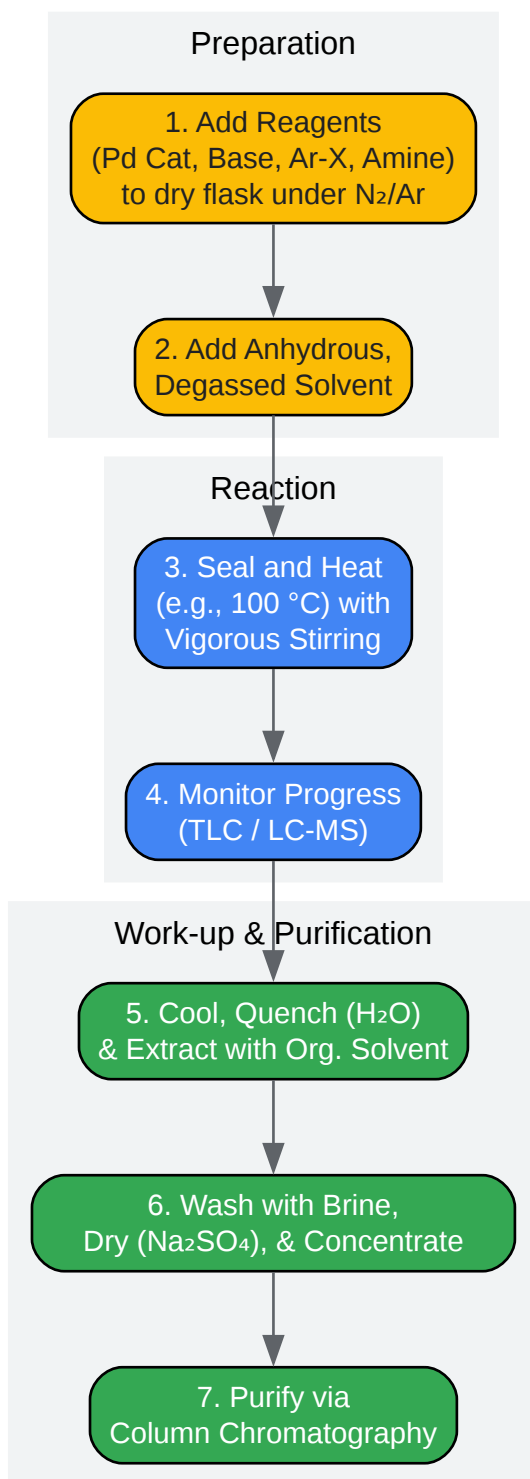 Preparation
1. Add Reagents
(Pd Cat, Base, Ar-X, Amine)
to dry flask under N₂/Ar
2. Add Anhydrous,
Degassed Solvent
Reaction
3. Seal and Heat
(e.g., 100 °C) with
Vigorous Stirring
4. Monitor Progress
(TLC / LC-MS)
Work-up & Purification
5. Cool, Quench (H₂O)
& Extract with Org. Solvent
6. Wash with Brine,
Dry (Na₂SO₄), & Concentrate
7. Purify via
Column Chromatography